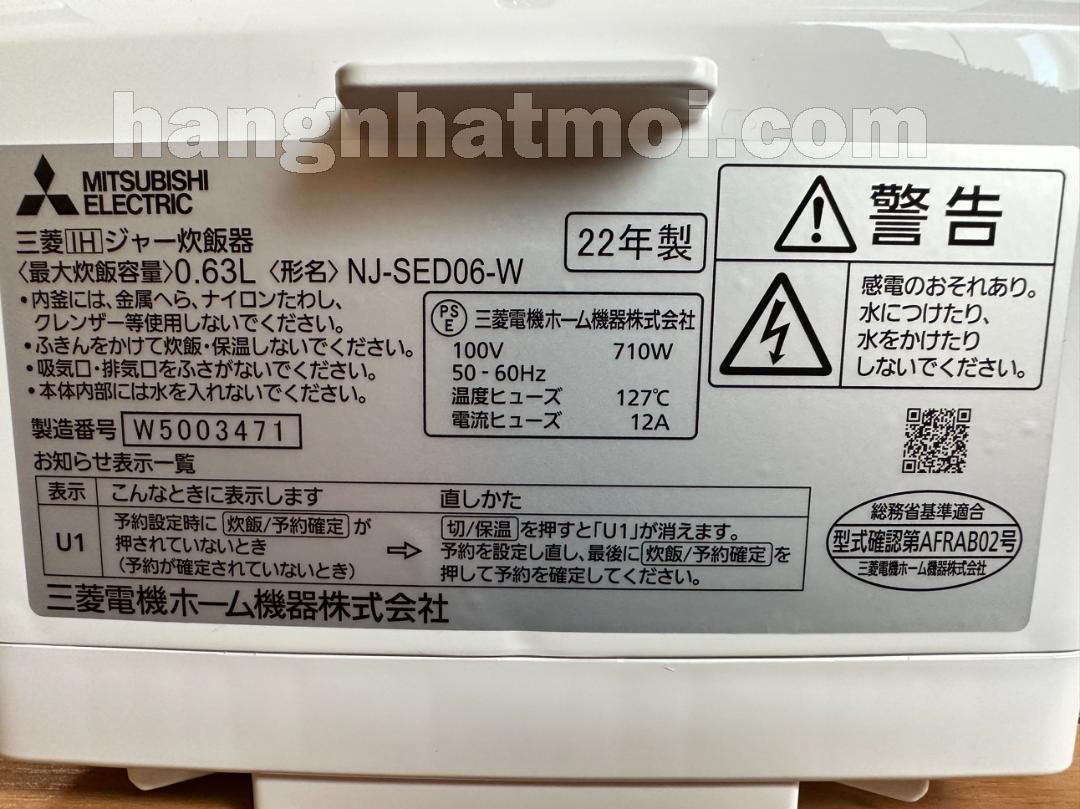 hangnhatmoi.com
MITSUBISHI
ELECTRIC
三菱IHジャー炊飯器
〈最大炊飯容量〉0.63L 〈形名〉NJ-SED06-W
22年製
・内釜には、金属へら、ナイロンたわし、
クレンザー等使用しないでください。
・ふきんをかけて炊飯・保温しないでください。
・吸気口・排気口をふさがないでください。
・本体内部には水を入れないでください。
製造番号 W5003471
PS
E
三菱電機ホーム機器株式会社
100V 710W
50-60Hz
温度ヒューズ 127℃
電流ヒューズ 12A
警告
感電のおそれあり。
水につけたり、
水をかけたり
しないでください。
お知らせ表示一覧
表示 こんなときに表示します 直しかた
U1
予約設定時に 炊飯/予約確定 が
押されていないとき
(予約が確定されていないとき)
⇨
切/保温 を押すと「U1」が消えます。
予約を設定し直し、最後に 炊飯/予約確定 を
押して予約を確定してください。
総務省基準適合
型式確認第AFRAB02号
三菱電機ホーム機器株式会社
三菱電機ホーム機器株式会社